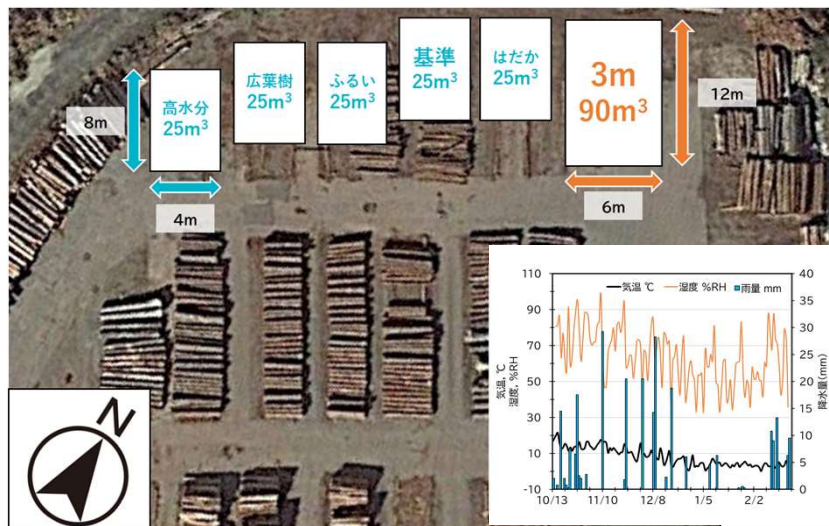 高水分
25m³
広葉樹
25m³
ふるい
25m³
基準
25m³
はだか
25m³
3m
90m³
8m
4m
12m
6m
N
気温 ℃ 湿度 %RH 雨量 mm
気温, ℃
湿度, %RH
110
90
70
50
30
10
-10
40
35
30
25
20
15
10
5
0
降水量(mm)
10/13 11/10 12/8 1/5 2/2